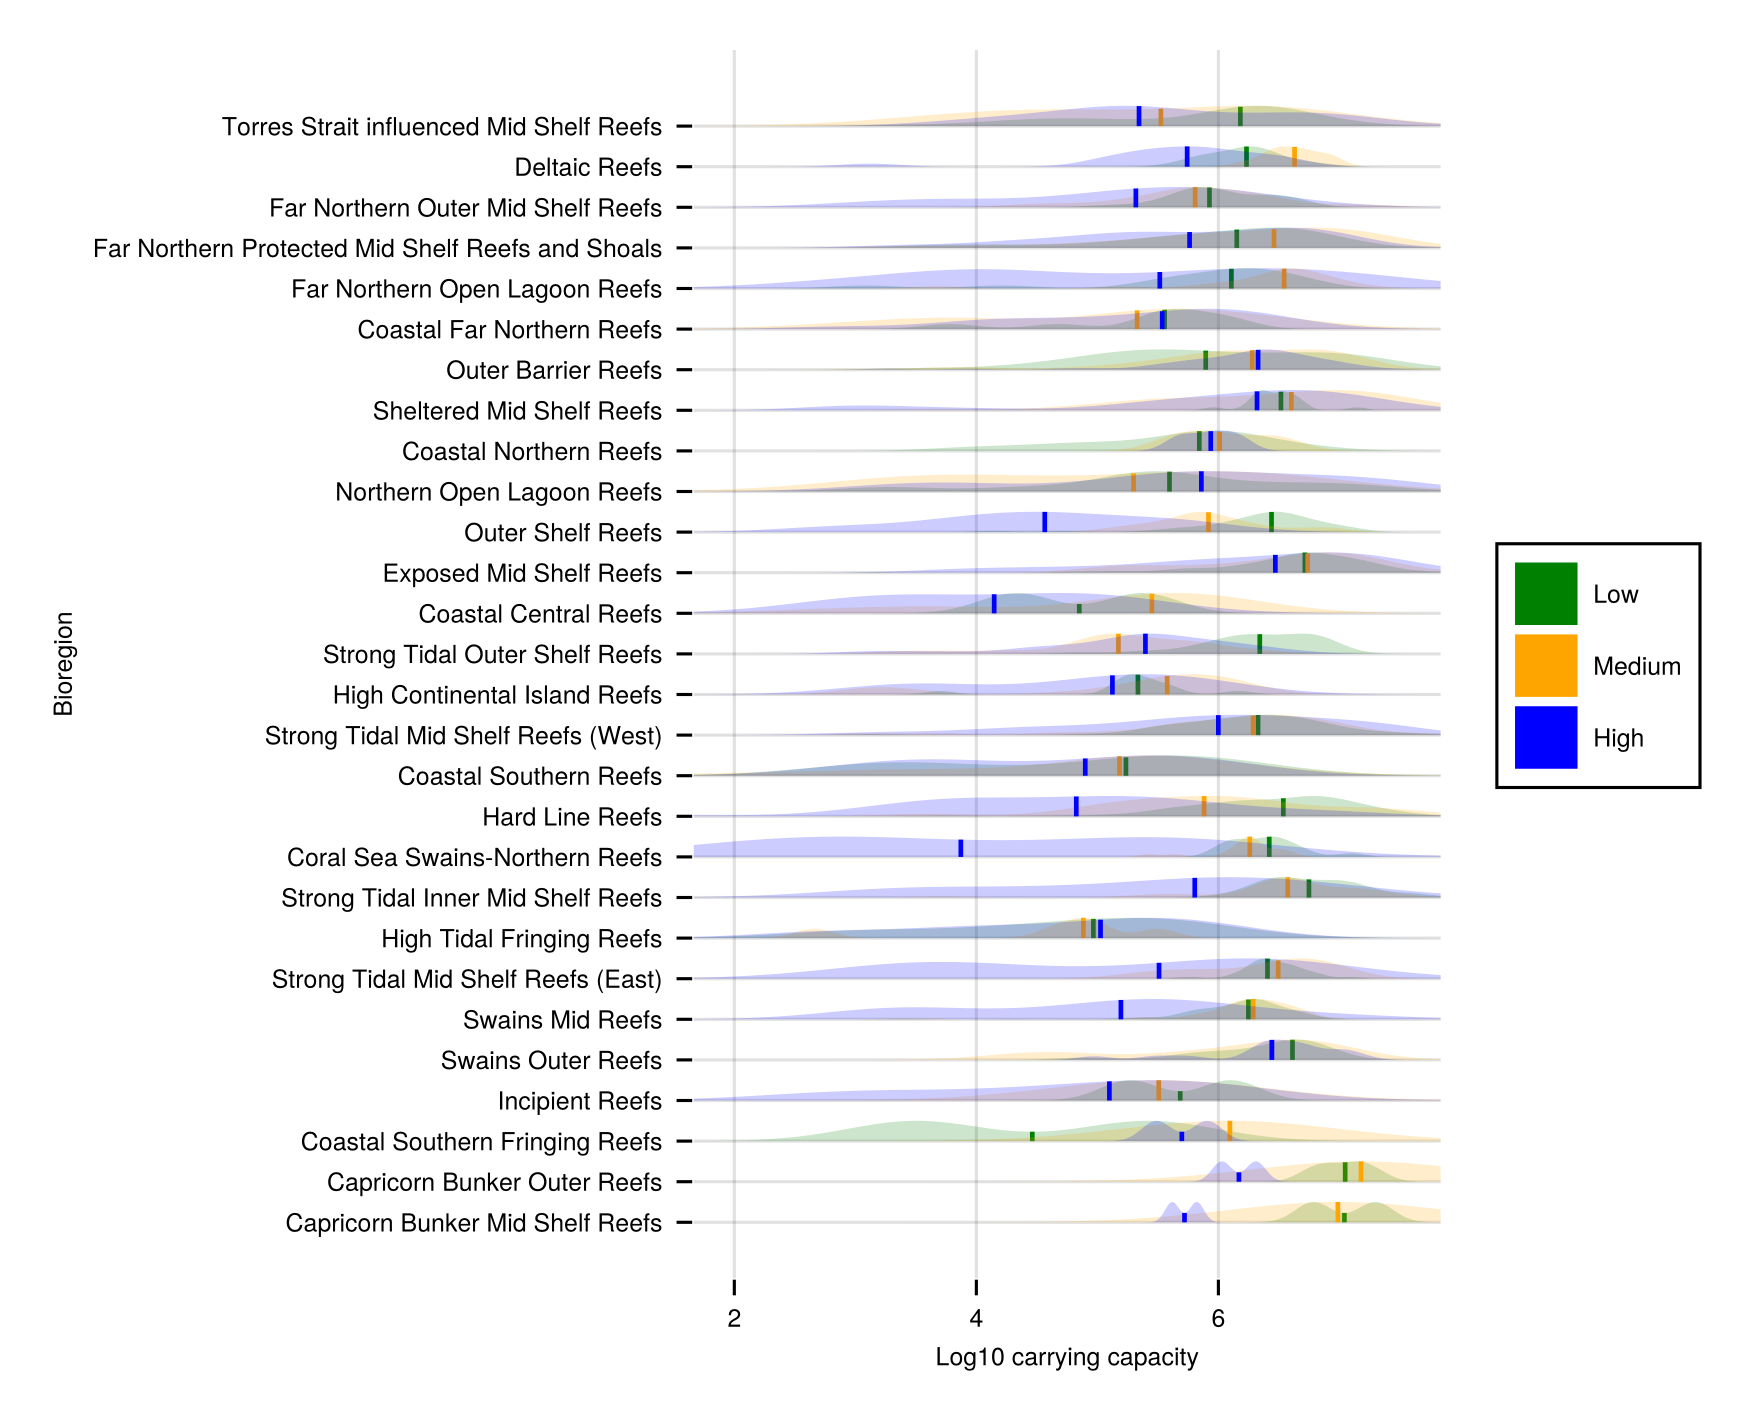 Torres Strait influenced Mid Shelf Reefs
Deltaic Reefs
Far Northern Outer Mid Shelf Reefs
Far Northern Protected Mid Shelf Reefs and Shoals
Far Northern Open Lagoon Reefs
Coastal Far Northern Reefs
Outer Barrier Reefs
Sheltered Mid Shelf Reefs
Coastal Northern Reefs
Northern Open Lagoon Reefs
Outer Shelf Reefs
Exposed Mid Shelf Reefs
Coastal Central Reefs
Strong Tidal Outer Shelf Reefs
High Continental Island Reefs
Strong Tidal Mid Shelf Reefs (West)
Coastal Southern Reefs
Hard Line Reefs
Coral Sea Swains-Northern Reefs
Strong Tidal Inner Mid Shelf Reefs
High Tidal Fringing Reefs
Strong Tidal Mid Shelf Reefs (East)
Swains Mid Reefs
Swains Outer Reefs
Incipient Reefs
Coastal Southern Fringing Reefs
Capricorn Bunker Outer Reefs
Capricorn Bunker Mid Shelf Reefs
Bioregion
2 4 6
Log10 carrying capacity
Low
Medium
High